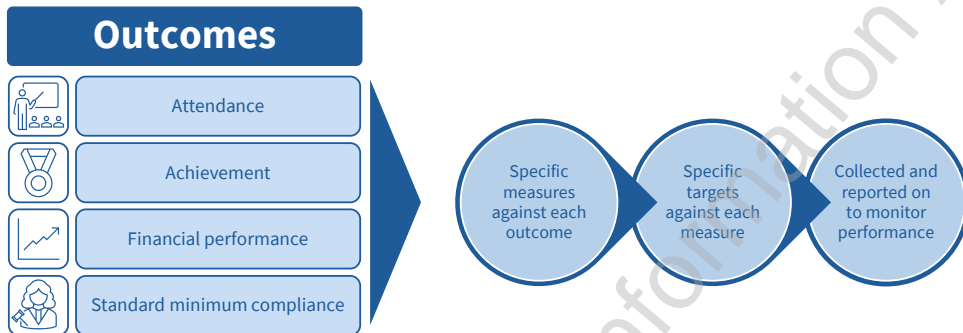 Outcomes
Attendance
Achievement
Financial performance
Standard minimum compliance
Specific
measures
against each
outcome
Specific
targets
against each
measure
Collected and
reported on
to monitor
performance